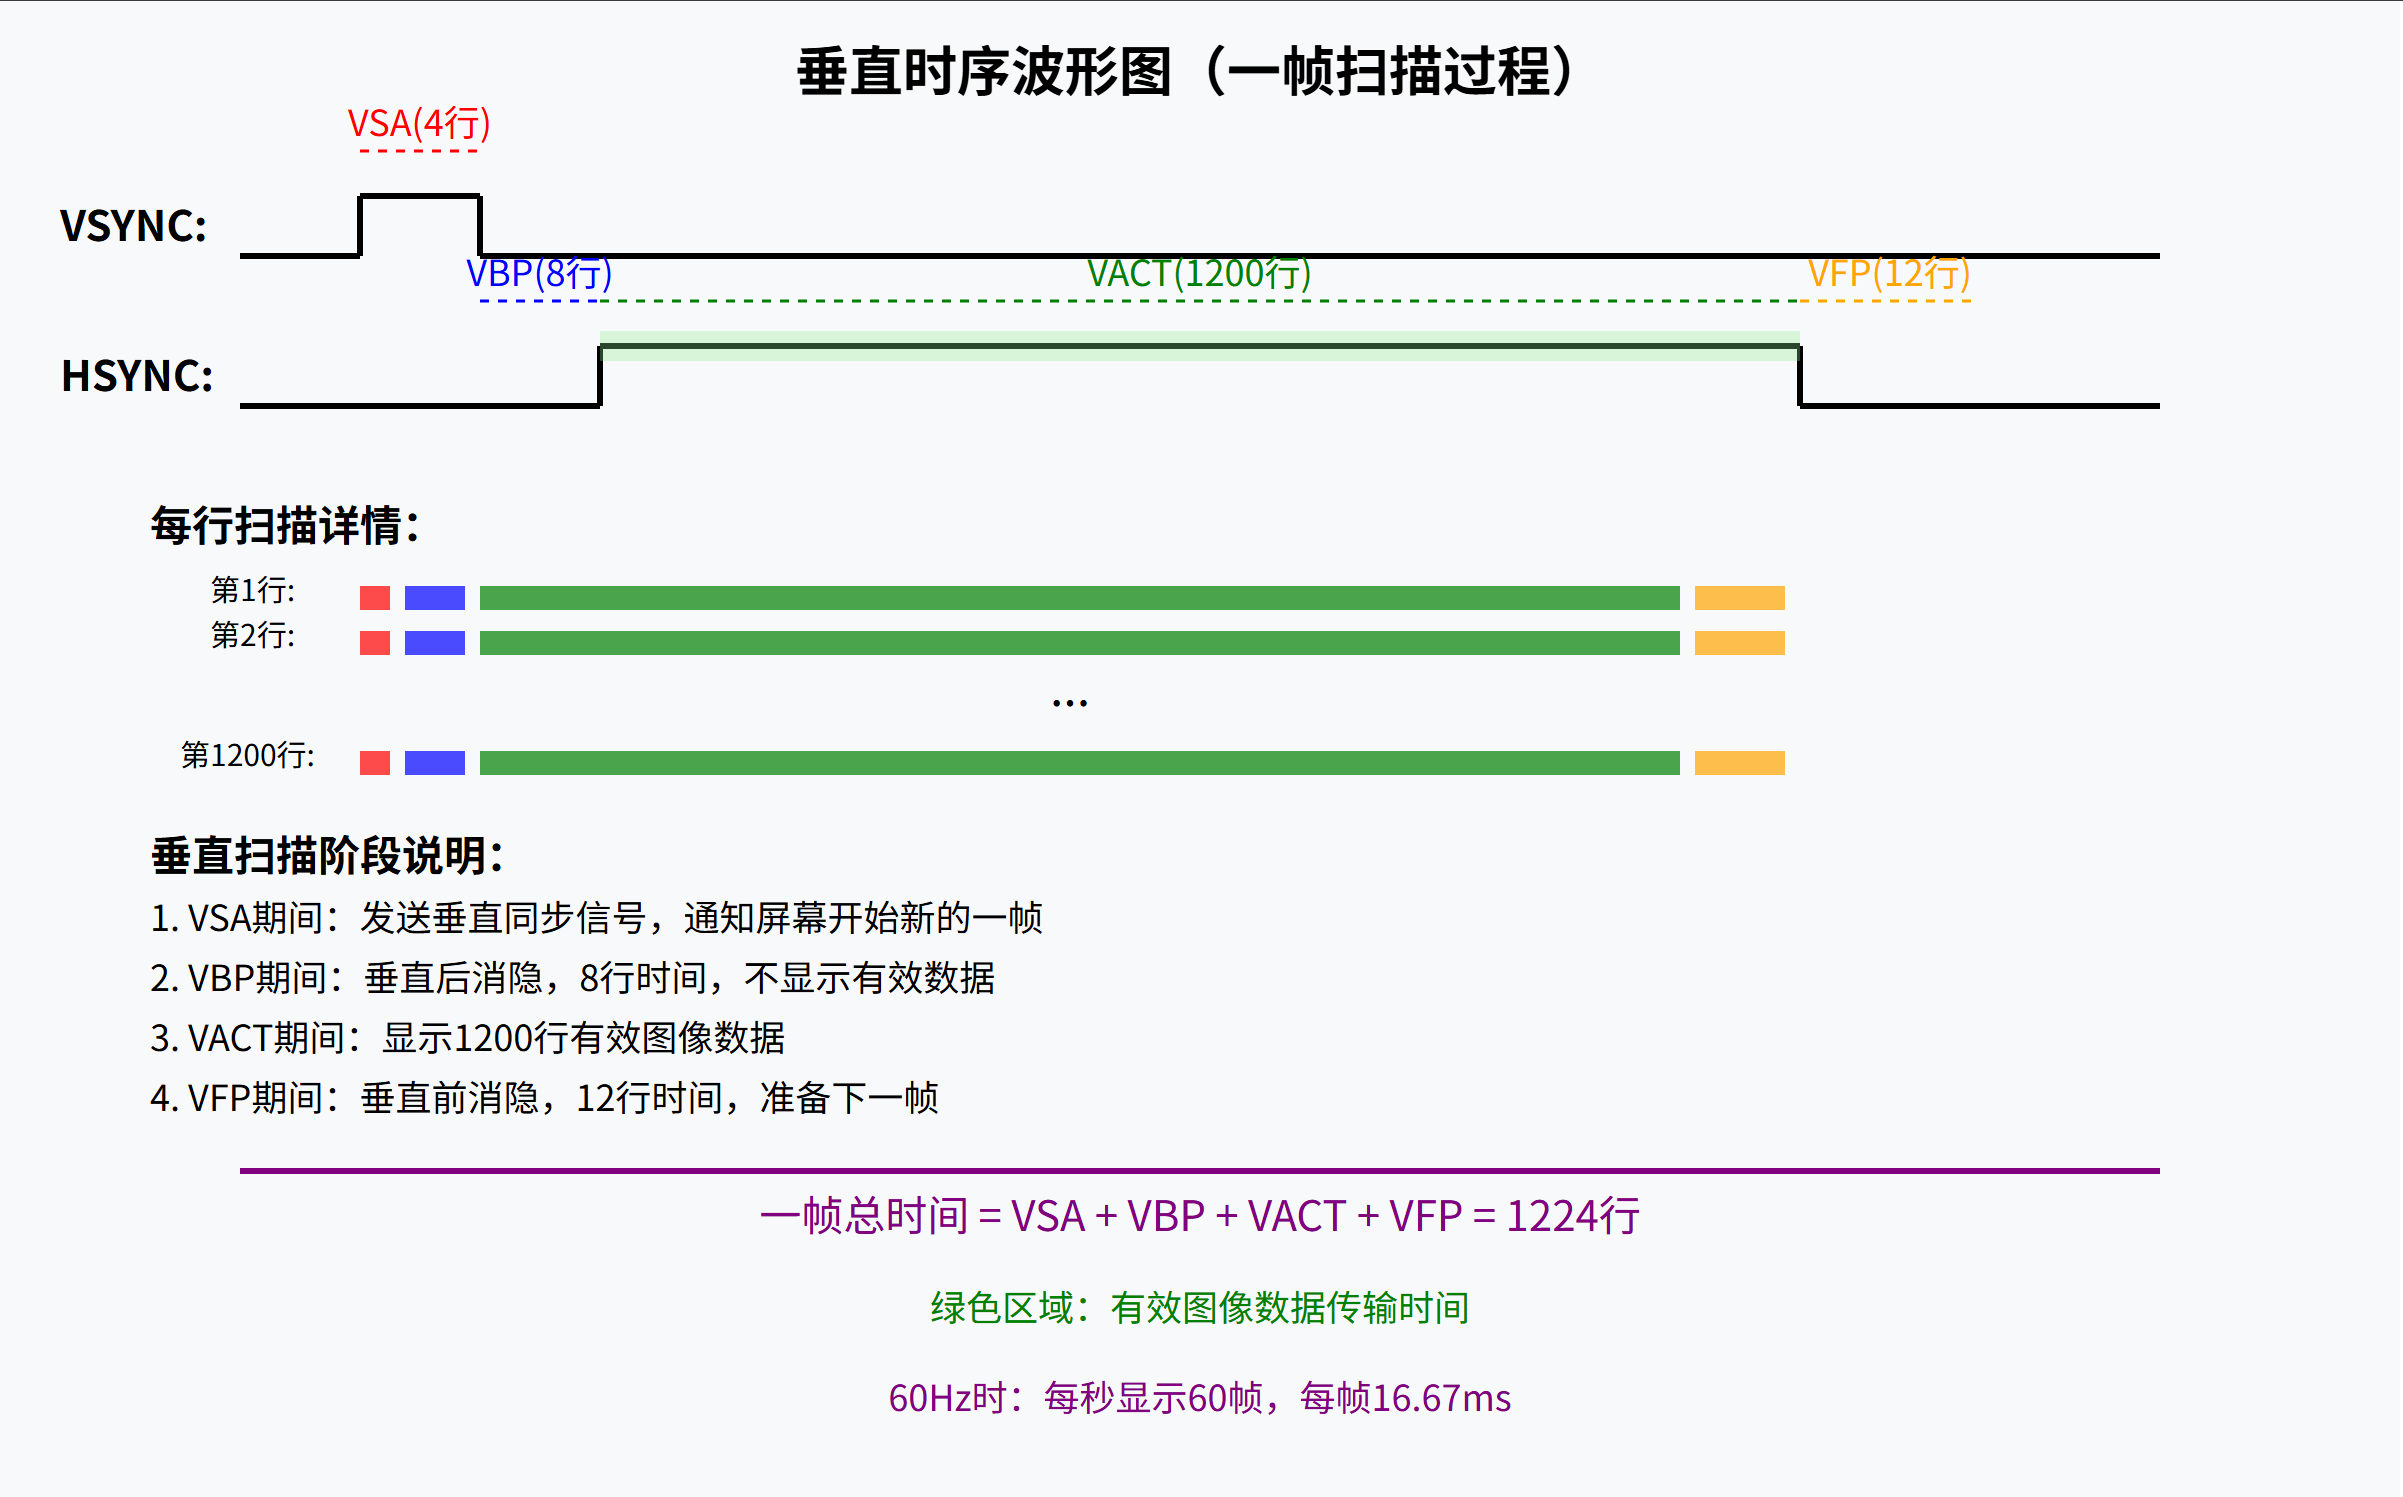 垂直时序波形图（一帧扫描过程）
VSA(4行)
VSYNC:
VBP(8行)
VACT(1200行)
VFP(12行)
HSYNC:
每行扫描详情：
第1行:
第2行:
...
第1200行:
垂直扫描阶段说明：
1. VSA期间：发送垂直同步信号，通知屏幕开始新的一帧
2. VBP期间：垂直后消隐，8行时间，不显示有效数据
3. VACT期间：显示1200行有效图像数据
4. VFP期间：垂直前消隐，12行时间，准备下一帧
一帧总时间 = VSA + VBP + VACT + VFP = 1224行
绿色区域：有效图像数据传输时间
60Hz时：每秒显示60帧，每帧16.67ms